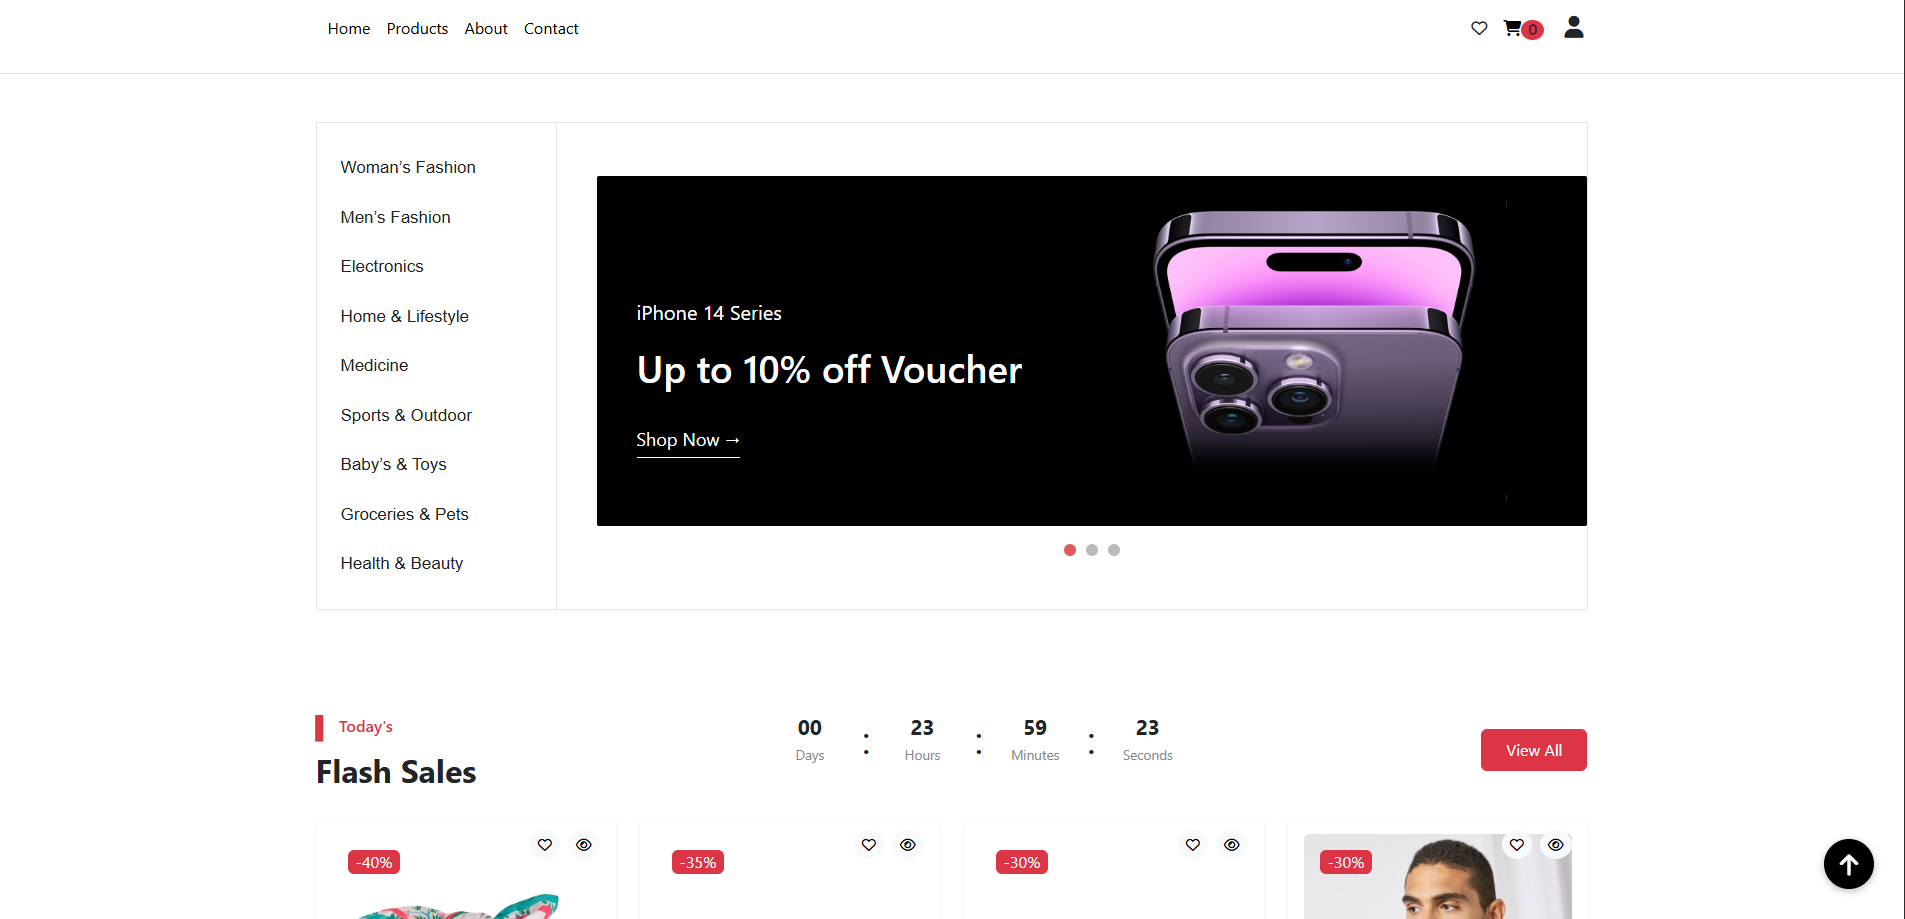 Home Products About Contact 0
Woman’s Fashion
Men’s Fashion
Electronics
Home & Lifestyle
Medicine
Sports & Outdoor
Baby’s & Toys
Groceries & Pets
Health & Beauty
iPhone 14 Series
Up to 10% off Voucher
Shop Now →
Today's
Flash Sales
00 : 23 : 59 : 23
Days Hours Minutes Seconds
View All
-40% -35% -30% -30%